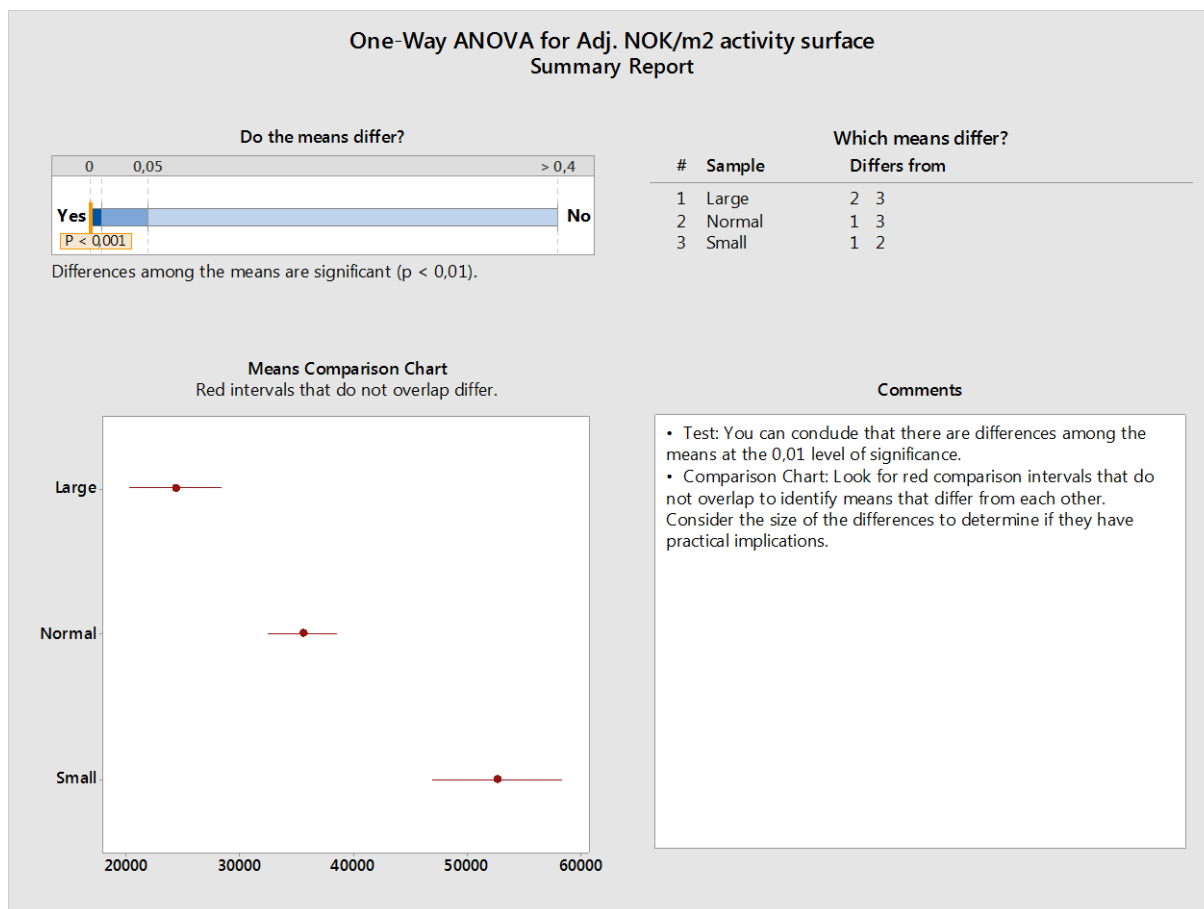 One-Way ANOVA for Adj. NOK/m2 activity surface
Summary Report
Do the means differ?
0 0,05 > 0,4
Yes No
P < 0,001
Differences among the means are significant (p < 0,01).
Which means differ?
# Sample Differs from
1 Large 2 3
2 Normal 1 3
3 Small 1 2
Means Comparison Chart
Red intervals that do not overlap differ.
Large
Normal
Small
20000 30000 40000 50000 60000
Comments
• Test: You can conclude that there are differences among the
means at the 0,01 level of significance.
• Comparison Chart: Look for red comparison intervals that do
not overlap to identify means that differ from each other.
Consider the size of the differences to determine if they have
practical implications.